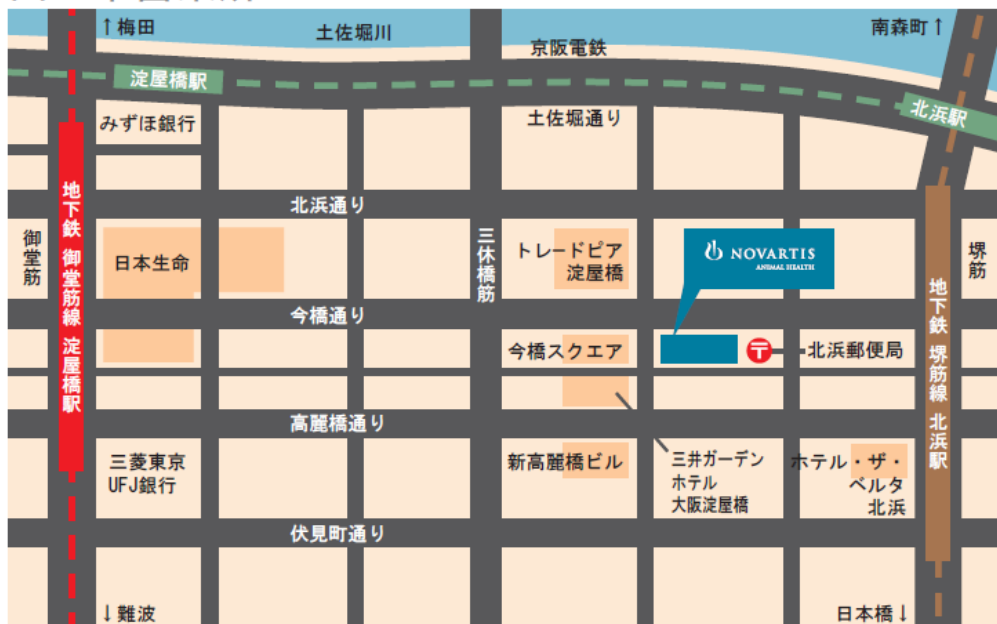 ↑梅田
土佐堀川
南森町↑
京阪電鉄
淀屋橋駅
北浜駅
みずほ銀行
土佐堀通り
地下鉄 御堂筋線 淀屋橋駅
北浜通り
御堂筋
日本生命
三休橋筋
トレードピア
淀屋橋
NOVARTIS
ANIMAL HEALTH
堺筋
地下鉄 堺筋線 北浜駅
今橋通り
今橋スクエア
〒
北浜郵便局
高麗橋通り
三菱東京
UFJ銀行
新高麗橋ビル
三井ガーデン
ホテル
大阪淀屋橋
ホテル・ザ・
ベルタ
北浜
伏見町通り
↓難波
日本橋↓